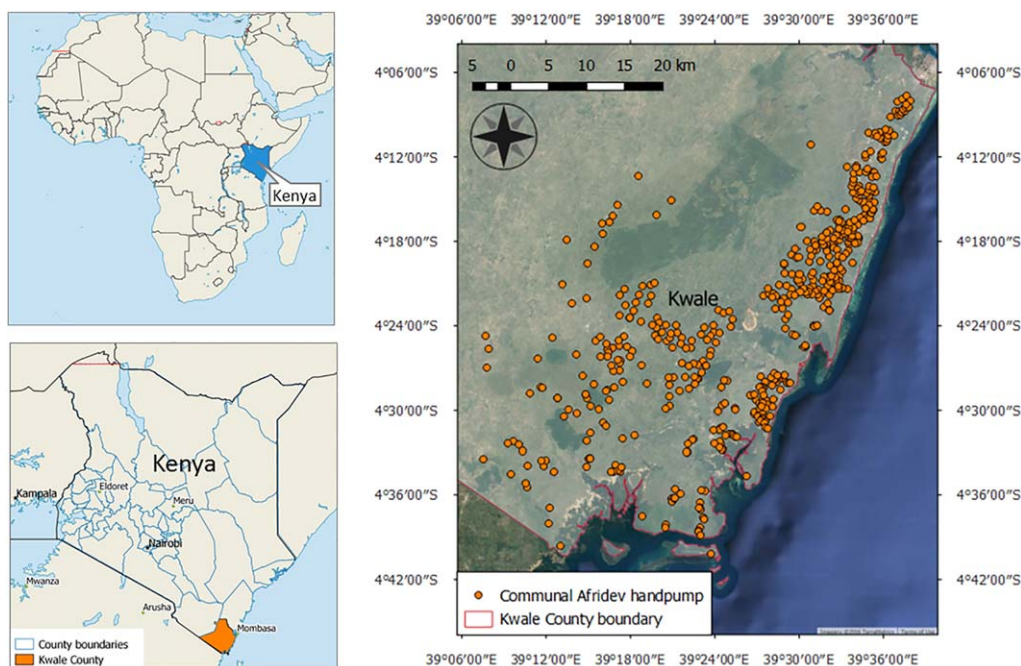 Kenya
Kenya
Eldoret
Meru
Kampala
Nairobi
Mwanza
Arusha
Mombasa
County boundaries
Kwale County
39°06′00″E 39°12′00″E 39°18′00″E 39°24′00″E 39°30′00″E 39°36′00″E
5 0 5 10 15 20 km
4°06′00″S 4°06′00″S
4°12′00″S 4°12′00″S
4°18′00″S 4°18′00″S
Kwale
4°24′00″S 4°24′00″S
4°30′00″S 4°30′00″S
4°36′00″S 4°36′00″S
4°42′00″S 4°42′00″S
Communal Afridev handpump
Kwale County boundary
39°06′00″E 39°12′00″E 39°18′00″E 39°24′00″E 39°30′00″E 39°36′00″E